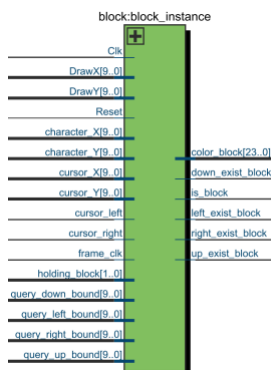 block:block_instance
Clk
DrawX[9..0]
DrawY[9..0]
Reset
character_X[9..0]
character_Y[9..0]
cursor_X[9..0]
cursor_Y[9..0]
cursor_left
cursor_right
frame_clk
holding_block[1..0]
query_down_bound[9..0]
query_left_bound[9..0]
query_right_bound[9..0]
query_up_bound[9..0]
color_block[23..0]
down_exist_block
is_block
left_exist_block
right_exist_block
up_exist_block